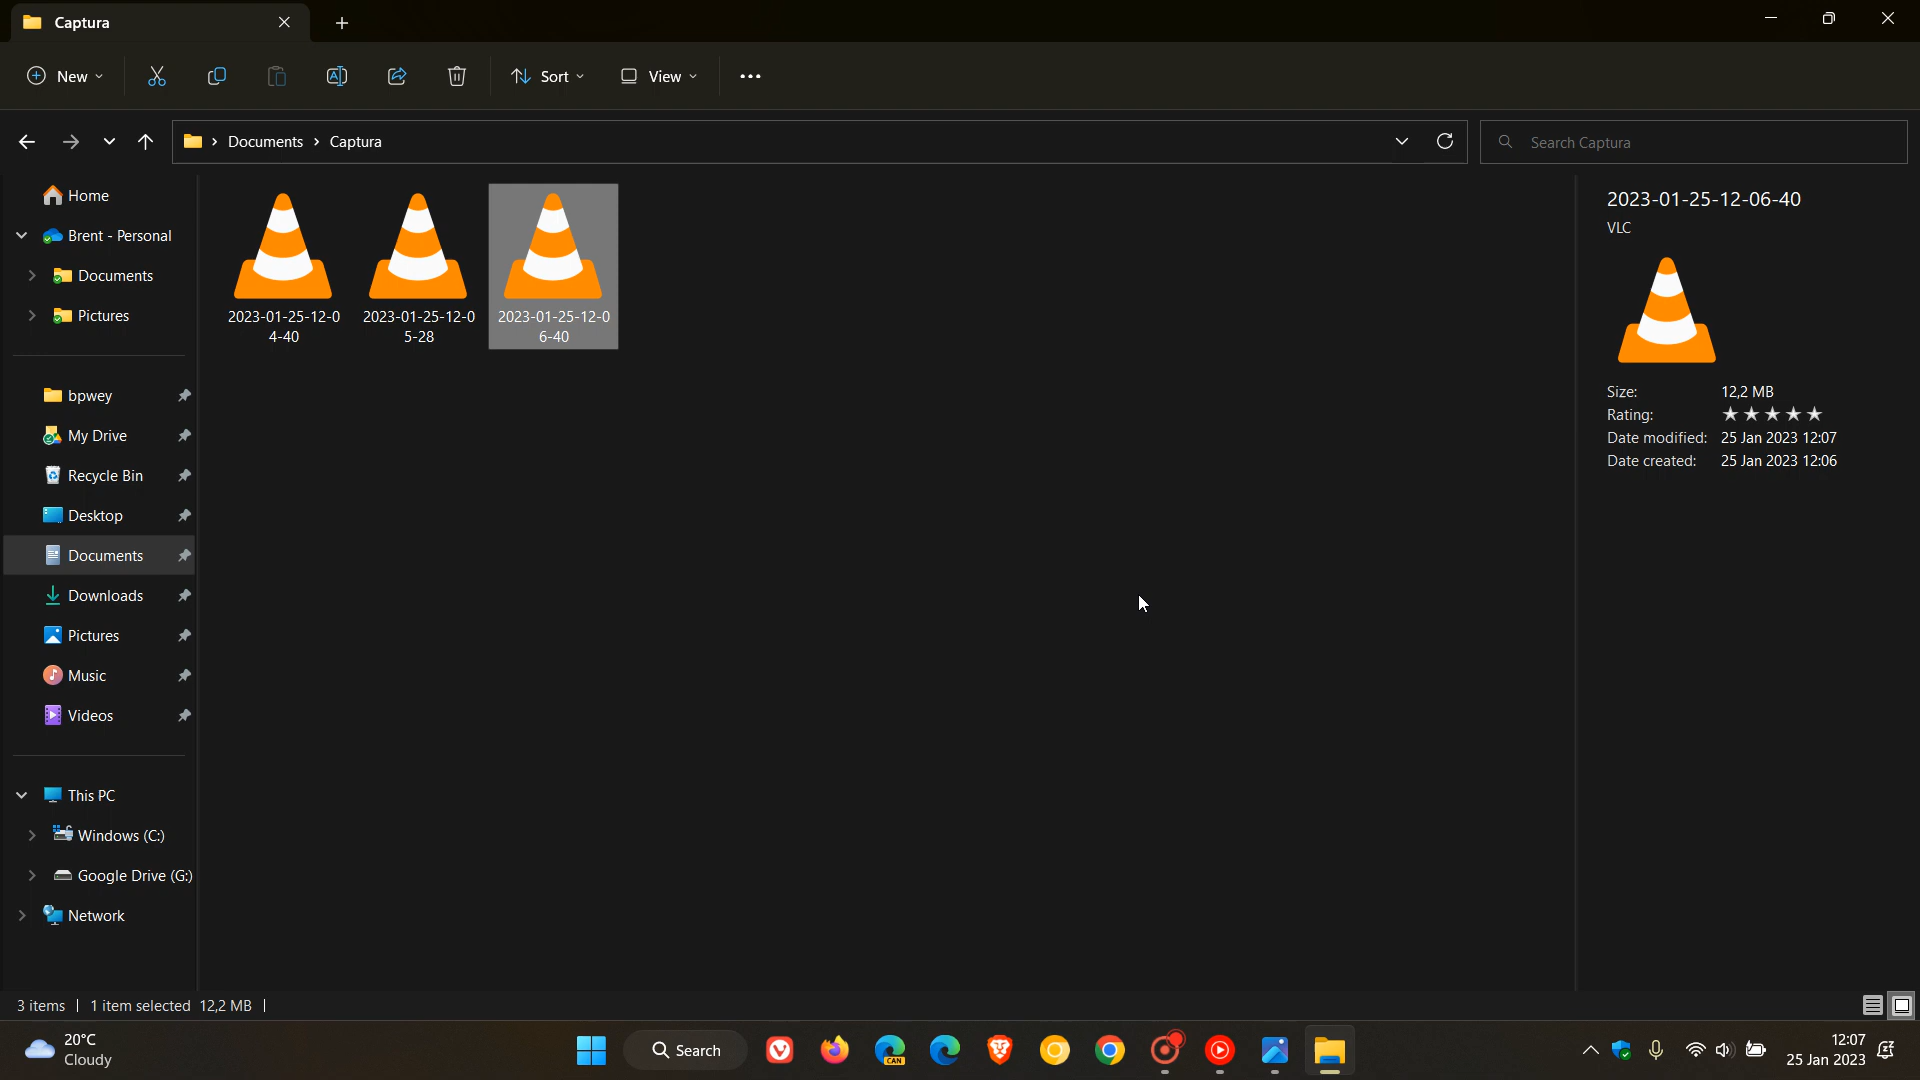 Captura
New
Sort
View
Documents
Captura
Search Captura
Home
Brent - Personal
Documents
Pictures
bpwey
My Drive
Recycle Bin
Desktop
Documents
Downloads
Pictures
Music
Videos
This PC
Windows (C:)
Google Drive (G:)
Network
2023-01-25-12-0
4-40
2023-01-25-12-0
5-28
2023-01-25-12-0
6-40
2023-01-25-12-06-40
VLC
Size: 12,2 MB
Rating:
Date modified: 25 Jan 2023 12:07
Date created: 25 Jan 2023 12:06
3 items 1 item selected 12,2 MB
20°C
Cloudy
Search
CAN
12:07
25 Jan 2023